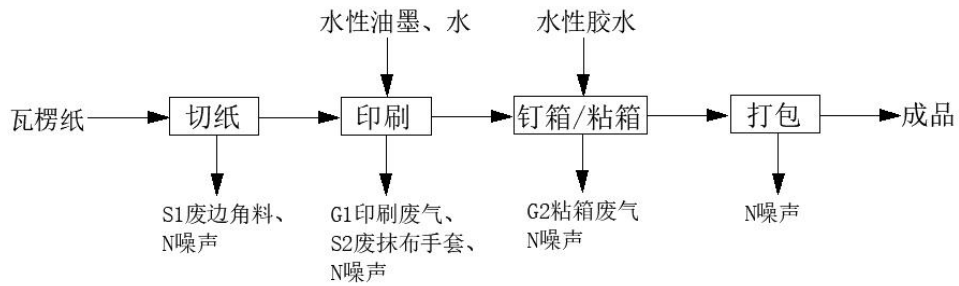 水性油墨、水
水性胶水
瓦楞纸
切纸
印刷
钉箱/粘箱
打包
成品
S1废边角料、
N噪声
G1印刷废气、
S2废抹布手套、
N噪声
G2粘箱废气
N噪声
N噪声